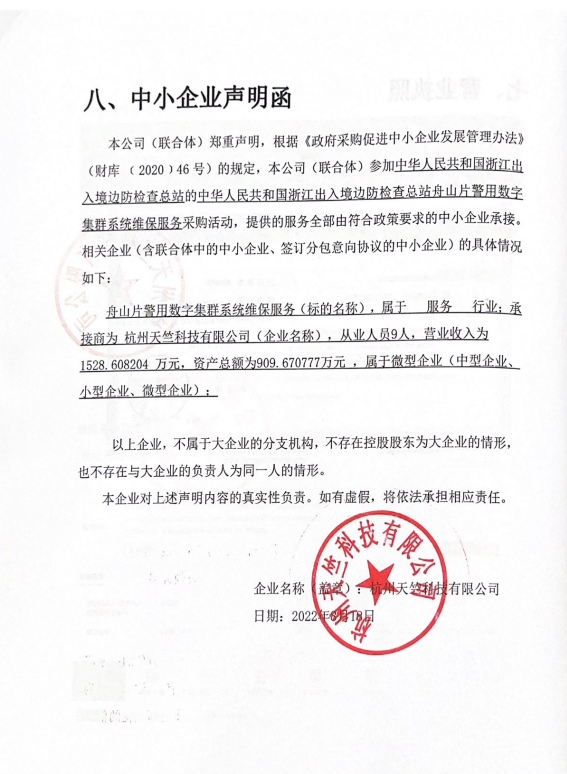 八、中小企业声明函
本公司（联合体）郑重声明，根据《政府采购促进中小企业发展管理办法》
（财库（2020）46号）的规定，本公司（联合体）参加中华人民共和国浙江出
入境边防检查总站的中华人民共和国浙江出入境边防检查总站舟山片警用数字
集群系统维保服务采购活动，提供的服务全部由符合政策要求的中小企业承接。
相关企业（含联合体中的中小企业、签订分包意向协议的中小企业）的具体情况
如下：
舟山片警用数字集群系统维保服务（标的名称），属于 服务 行业；承
接商为 杭州天竺科技有限公司（企业名称），从业人员9人，营业收入为
1528.608204 万元，资产总额为909.670777万元 ，属于微型企业（中型企业、
小型企业、微型企业）；
以上企业，不属于大企业的分支机构，不存在控股股东为大企业的情形，
也不存在与大企业的负责人为同一人的情形。
本企业对上述声明内容的真实性负责。如有虚假，将依法承担相应责任。
企业名称（盖章）：杭州天竺科技有限公司
日期：2022年6月18日
杭州天竺科技有限公司